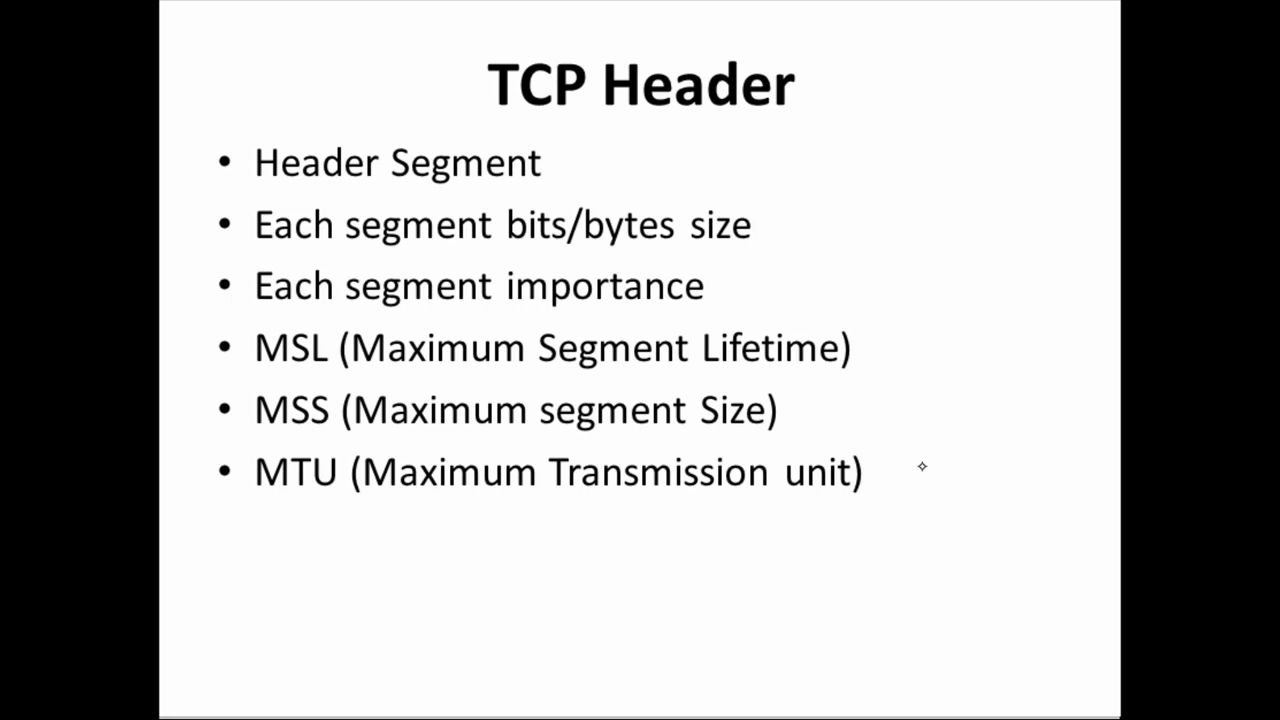 TCP Header
• Header Segment
• Each segment bits/bytes size
• Each segment importance
• MSL (Maximum Segment Lifetime)
• MSS (Maximum segment Size)
• MTU (Maximum Transmission unit)